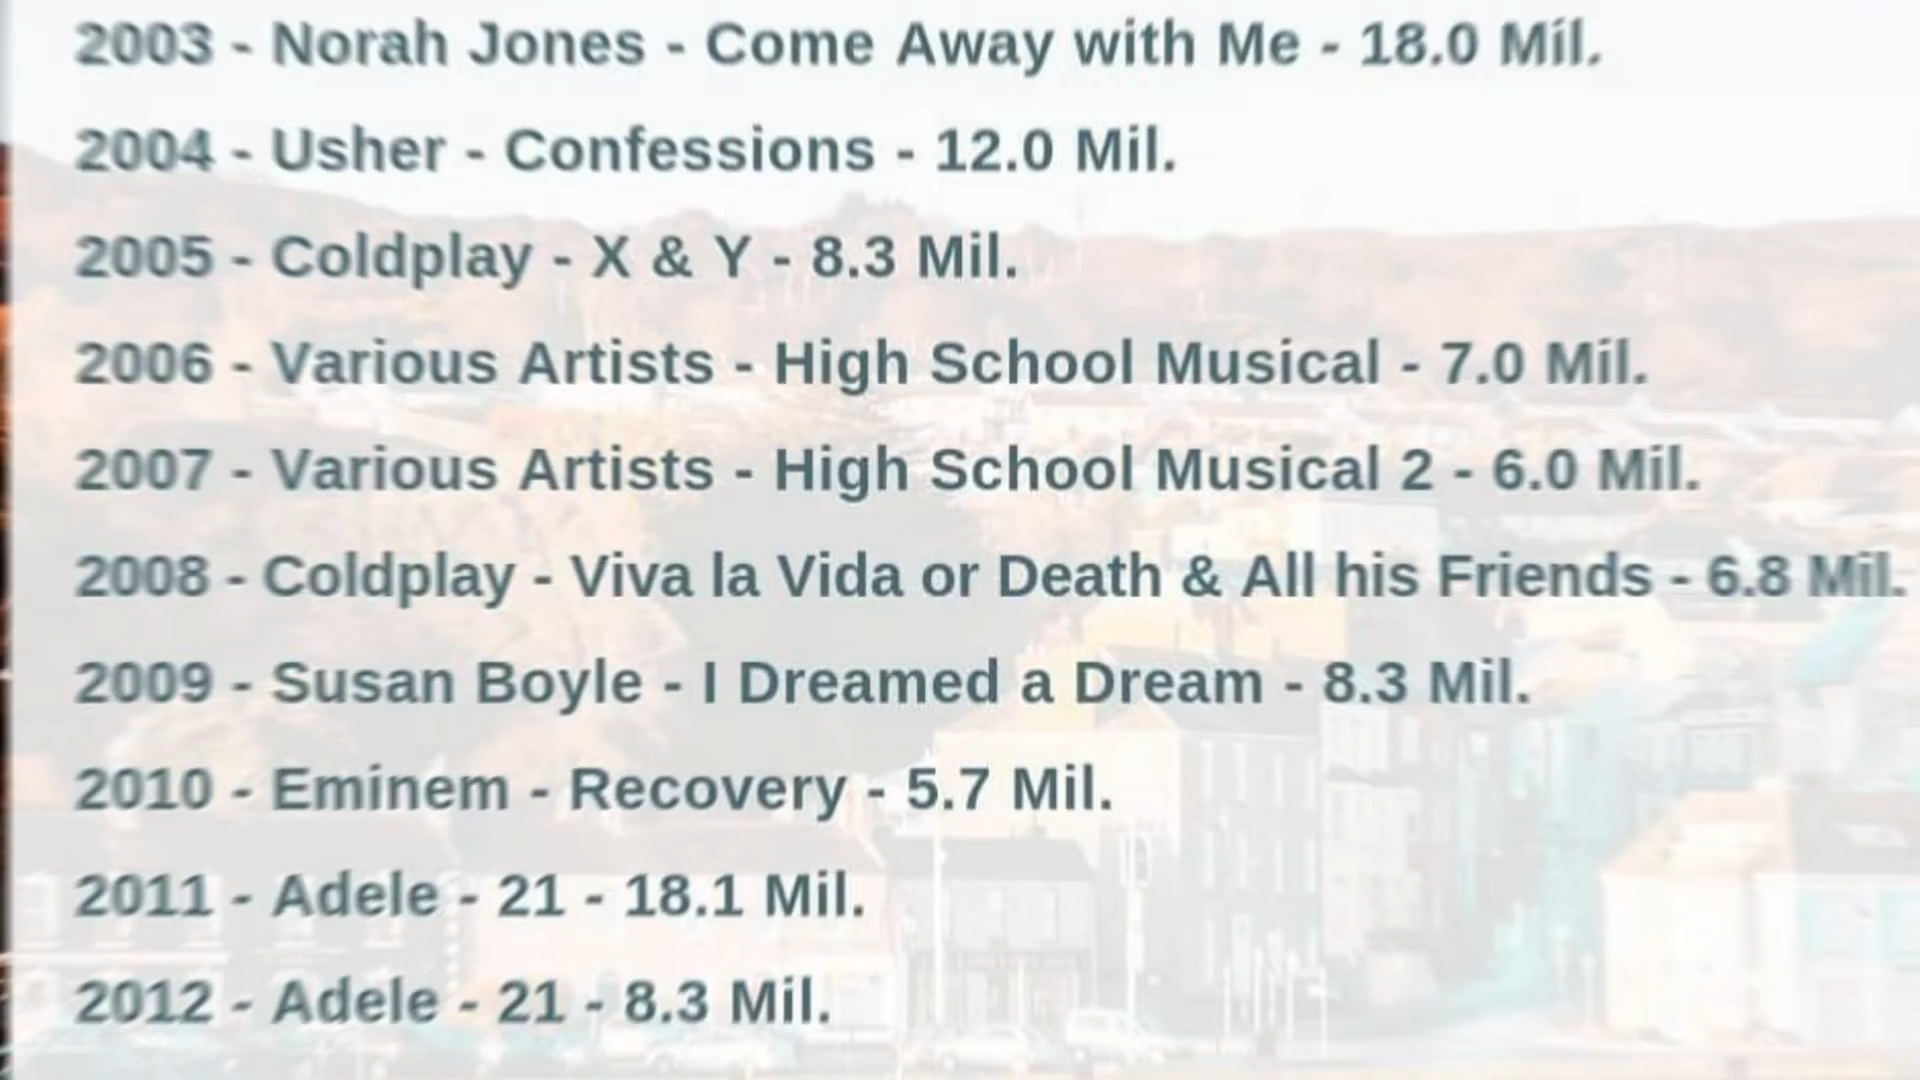 2003 - Norah Jones - Come Away with Me - 18.0 Mil.
2004 - Usher - Confessions - 12.0 Mil.
2005 - Coldplay - X & Y - 8.3 Mil.
2006 - Various Artists - High School Musical - 7.0 Mil.
2007 - Various Artists - High School Musical 2 - 6.0 Mil.
2008 - Coldplay - Viva la Vida or Death & All his Friends - 6.8 Mil.
2009 - Susan Boyle - I Dreamed a Dream - 8.3 Mil.
2010 - Eminem - Recovery - 5.7 Mil.
2011 - Adele - 21 - 18.1 Mil.
2012 - Adele - 21 - 8.3 Mil.